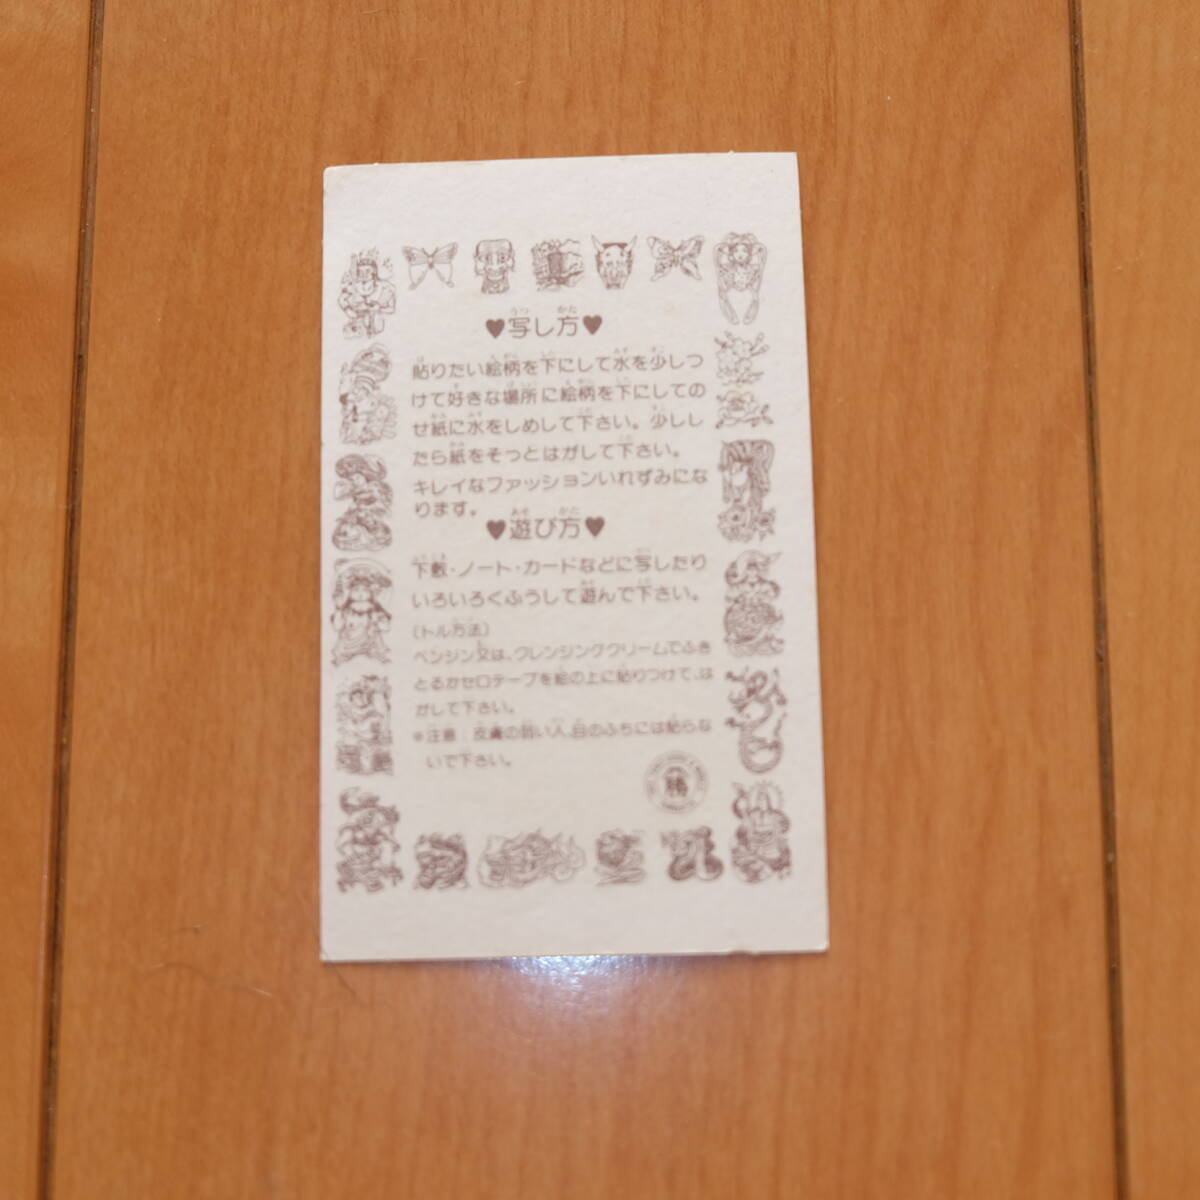 ♥写し方♥
貼りたい絵柄を下にして水を少しつ
けて好きな場所に絵柄を下にしての
せ紙に水をしめして下さい。少しし
たら紙をそっとはがして下さい。
キレイなファッションいれずみにな
ります。
♥遊び方♥
下敷・ノート・カードなどに写したり
いろいろくふうして遊んで下さい。
(トル方法)
ベンジン又は、クレンジングクリームでふき
とるかセロテープを絵の上に貼りつけて、は
がして下さい。
*注意:皮膚の弱い人、目のふちには貼らな
いで下さい。
勝